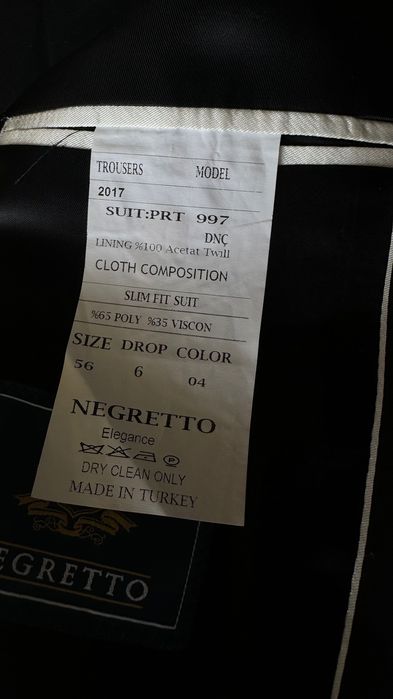 TROUSERS MODEL
2017
SUIT:PRT 997
DNÇ
LINING %100 Acetat Twill
CLOTH COMPOSITION
SLIM FIT SUIT
%65 POLY %35 VISCON
SIZE DROP COLOR
56 6 04
NEGRETTO
Elegance
P
DRY CLEAN ONLY
MADE IN TURKEY
EGRETTO